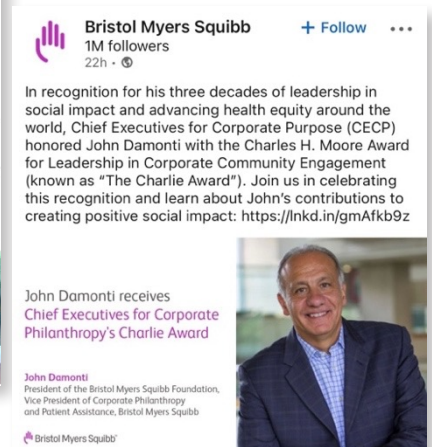 Bristol Myers Squibb
+ Follow
1M followers
22h •
In recognition for his three decades of leadership in
social impact and advancing health equity around the
world, Chief Executives for Corporate Purpose (CECP)
honored John Damonti with the Charles H. Moore Award
for Leadership in Corporate Community Engagement
(known as “The Charlie Award”). Join us in celebrating
this recognition and learn about John’s contributions to
creating positive social impact: https://lnkd.in/gmAfkb9z
John Damonti receives
Chief Executives for Corporate
Philanthropy's Charlie Award
John Damonti
President of the Bristol Myers Squibb Foundation,
Vice President of Corporate Philanthropy
and Patient Assistance, Bristol Myers Squibb
Bristol Myers Squibb